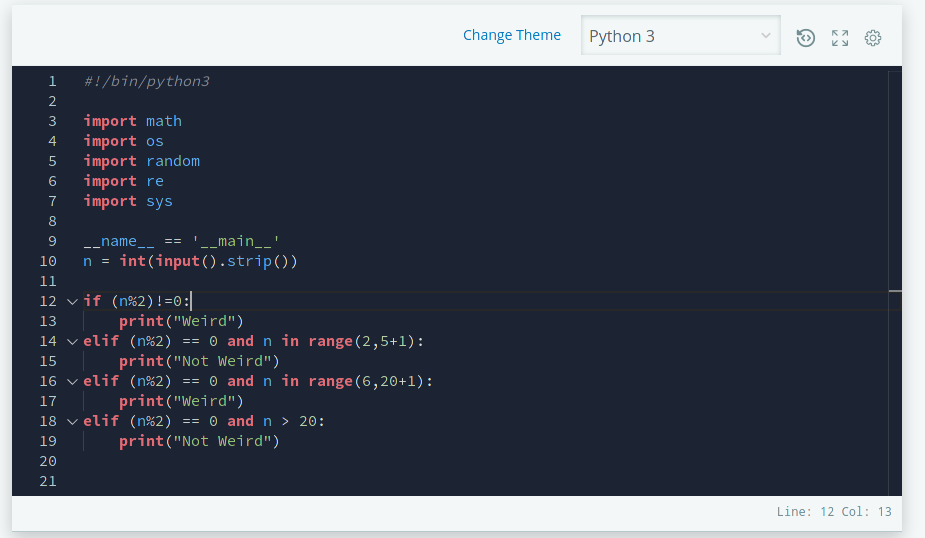 Change Theme Python 3
1 #!/bin/python3
2
3 import math
4 import os
5 import random
6 import re
7 import sys
8
9 __name__ == '__main__'
10 n = int(input().strip())
11
12 if (n%2)!=0:
13 print("Weird")
14 elif (n%2) == 0 and n in range(2,5+1):
15 print("Not Weird")
16 elif (n%2) == 0 and n in range(6,20+1):
17 print("Weird")
18 elif (n%2) == 0 and n > 20:
19 print("Not Weird")
20
21
Line: 12 Col: 13